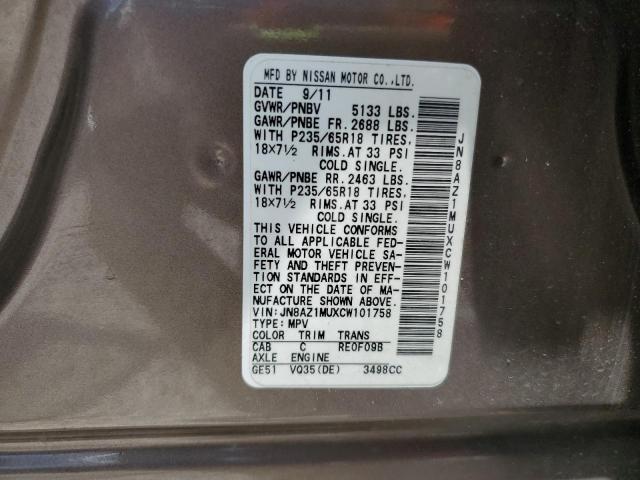 MFD BY NISSAN MOTOR CO.,LTD.
DATE 9/11
GVWR/PNBV 5133 LBS.
GAWR/PNBE FR. 2688 LBS.
WITH P235/65R18 TIRES,
18X7½ RIMS. AT 33 PSI
COLD SINGLE.
GAWR/PNBE RR. 2463 LBS.
WITH P235/65R18 TIRES,
18X7½ RIMS. AT 33 PSI
COLD SINGLE.
THIS VEHICLE CONFORMS
TO ALL APPLICABLE FED-
ERAL MOTOR VEHICLE SA-
FETY AND THEFT PREVEN-
TION STANDARDS IN EFF-
ECT ON THE DATE OF MA-
NUFACTURE SHOWN ABOVE.
VIN: JN8AZ1MUXCW101758
TYPE: MPV
COLOR TRIM TRANS
CAB C RE0F09B
AXLE ENGINE
GE51 VQ35(DE) 3498CC
JN8AZ1MUXCW101758